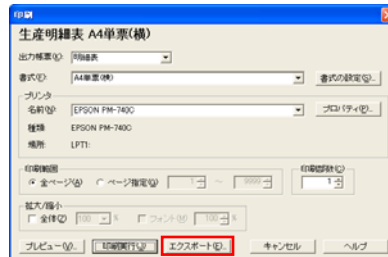 印刷
生産明細表 A4単票(横)
出力帳票(K) 明細表
書式(E): A4単票(横) 書式の設定(S)...
プリンタ
名前(N): EPSON PM-740C プロパティ(P)...
種類: EPSON PM-740C
場所: LPT1:
印刷範囲 印刷部数(C)
全ページ(A) ページ指定(G) 1 ～ 9999 1
拡大/縮小
全体(Z) 100 % フォント(M) 100 %
プレビュー(V)... 印刷実行(J) エクスポート(E)... キャンセル ヘルプ